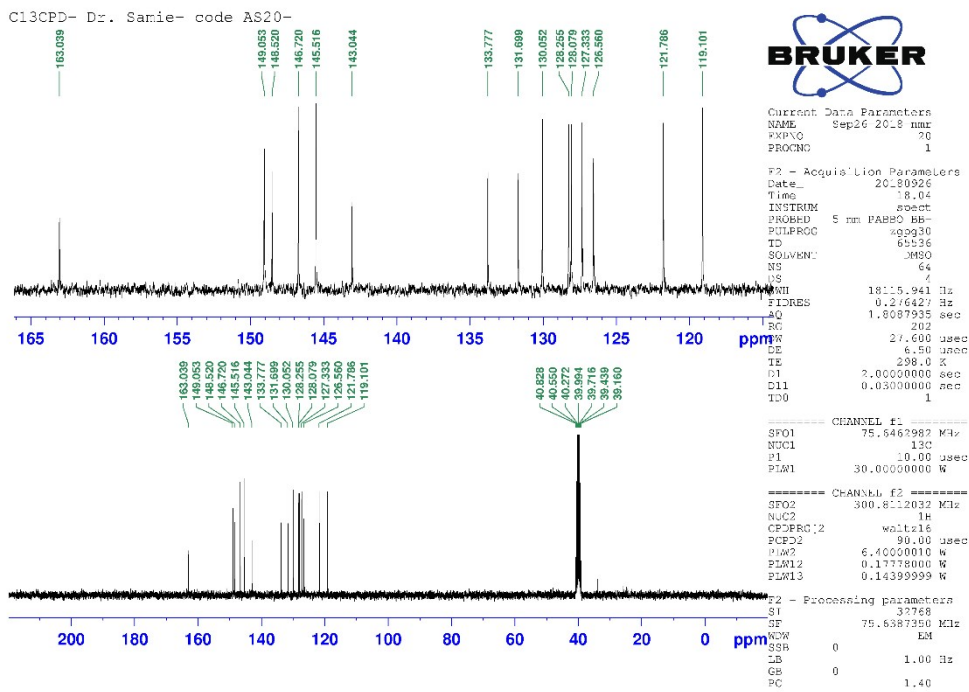 C13CPD- Dr. Samie- code AS20-
163.039
149.053
148.520
146.720
145.516
143.044
133.777
131.699
130.052
128.255
128.079
127.333
126.560
121.786
119.101
165 160 155 150 145 140 135 130 125 120 ppm
163.039
149.053
148.520
146.720
145.516
143.044
133.777
131.699
130.052
128.255
128.079
127.333
126.560
121.786
119.101
40.828
40.550
40.272
39.994
39.716
39.439
39.160
200 180 160 140 120 100 80 60 40 20 0 ppm
BRUKER
Current Data Parameters
NAME Sep26-2018-nmr
EXPNO 20
PROCNO 1
F2 - Acquisition Parameters
Date_ 20180926
Time 18.04
INSTRUM spect
PROBHD 5 mm PABBO BB-
PULPROG zgpg30
TD 65536
SOLVENT DMSO
NS 64
DS 4
SWH 18115.941 Hz
FIDRES 0.276427 Hz
AQ 1.8087935 sec
RG 202
DW 27.600 usec
DE 6.50 usec
TE 298.0 K
D1 2.00000000 sec
D11 0.03000000 sec
TD0 1
======== CHANNEL f1 ========
SFO1 75.6462982 MHz
NUC1 13C
P1 10.00 usec
PLW1 30.00000000 W
======== CHANNEL f2 ========
SFO2 300.8112032 MHz
NUC2 1H
CPDPRG[2 waltz16
PCPD2 90.00 usec
PLW2 6.40000010 W
PLW12 0.17778000 W
PLW13 0.14399999 W
F2 - Processing parameters
SI 32768
SF 75.6387350 MHz
WDW EM
SSB 0
LB 1.00 Hz
GB 0
PC 1.40